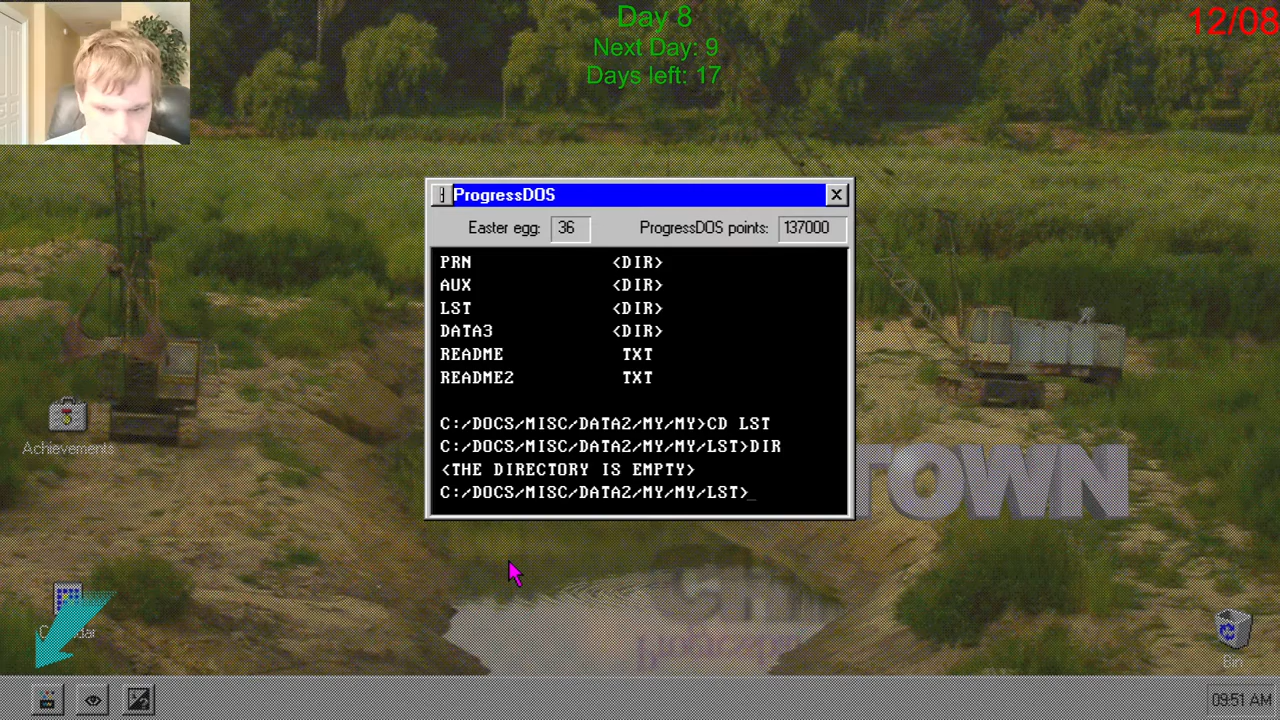 Day 8
Next Day: 9
Days left: 17
12/08
ProgressDOS
Easter egg: 36 ProgressDOS points: 137000
PRN <DIR>
AUX <DIR>
LST <DIR>
DATA3 <DIR>
README TXT
README2 TXT
C:/DOCS/MISC/DATA2/MY/MY>CD LST
C:/DOCS/MISC/DATA2/MY/MY/LST>DIR
<THE DIRECTORY IS EMPTY>
C:/DOCS/MISC/DATA2/MY/MY/LST>_
Achievements
TOWN
Bin
09:51 AM